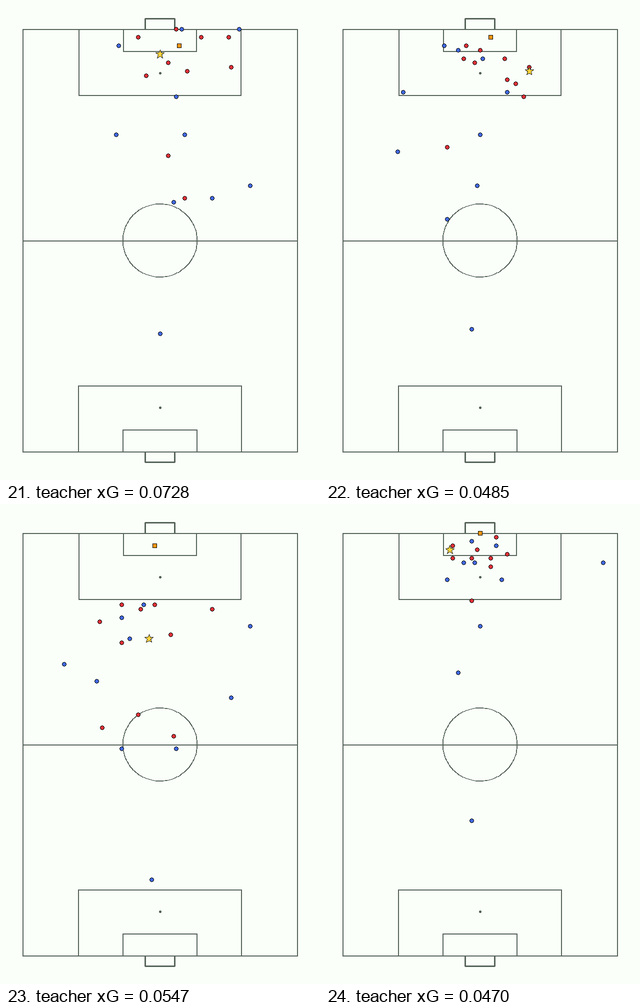 21. teacher xG = 0.0728
22. teacher xG = 0.0485
23. teacher xG = 0.0547
24. teacher xG = 0.0470